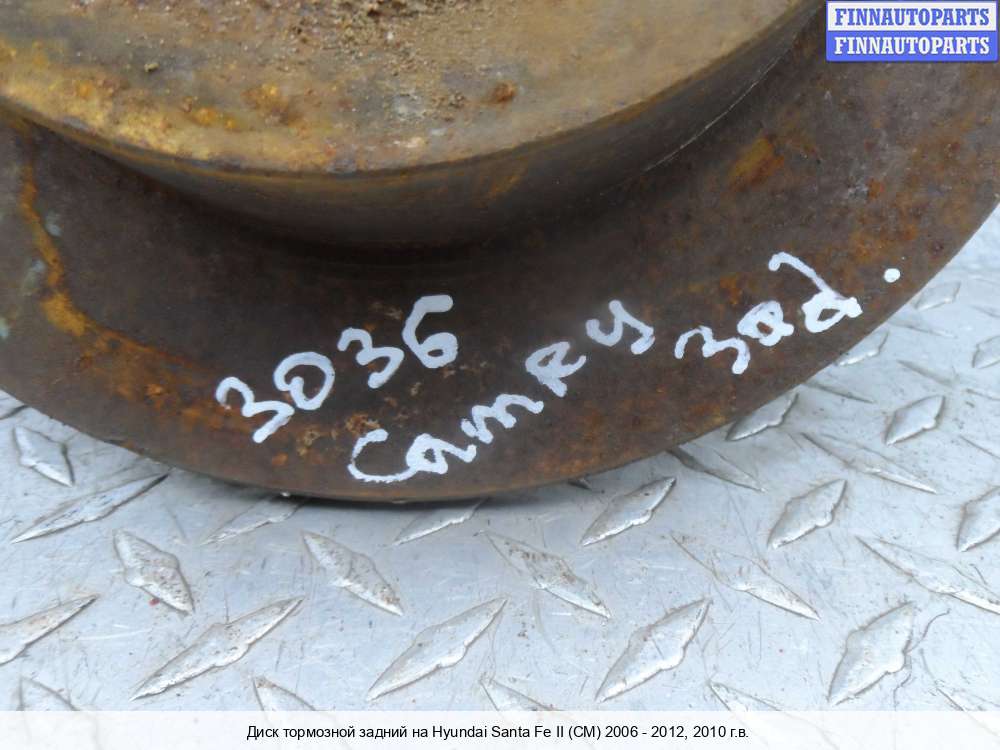 FINNAUTOPARTS
FINNAUTOPARTS
3036
Camry зад.
Диск тормозной задний на Hyundai Santa Fe II (CM) 2006 - 2012, 2010 г.в.